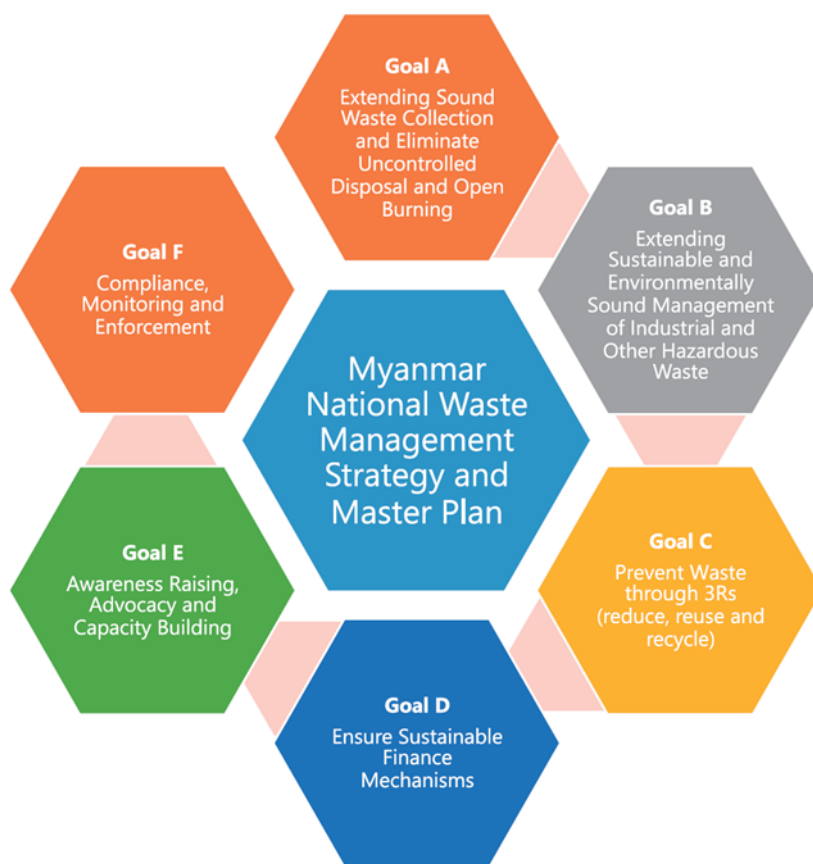 Goal A
Extending Sound
Waste Collection
and Eliminate
Uncontrolled
Disposal and Open
Burning
Goal B
Extending
Sustainable and
Environmentally
Sound Management
of Industrial and
Other Hazardous
Waste
Goal C
Prevent Waste
through 3Rs
(reduce, reuse and
recycle)
Goal D
Ensure Sustainable
Finance
Mechanisms
Goal E
Awareness Raising,
Advocacy and
Capacity Building
Goal F
Compliance,
Monitoring and
Enforcement
Myanmar
National Waste
Management
Strategy and
Master Plan